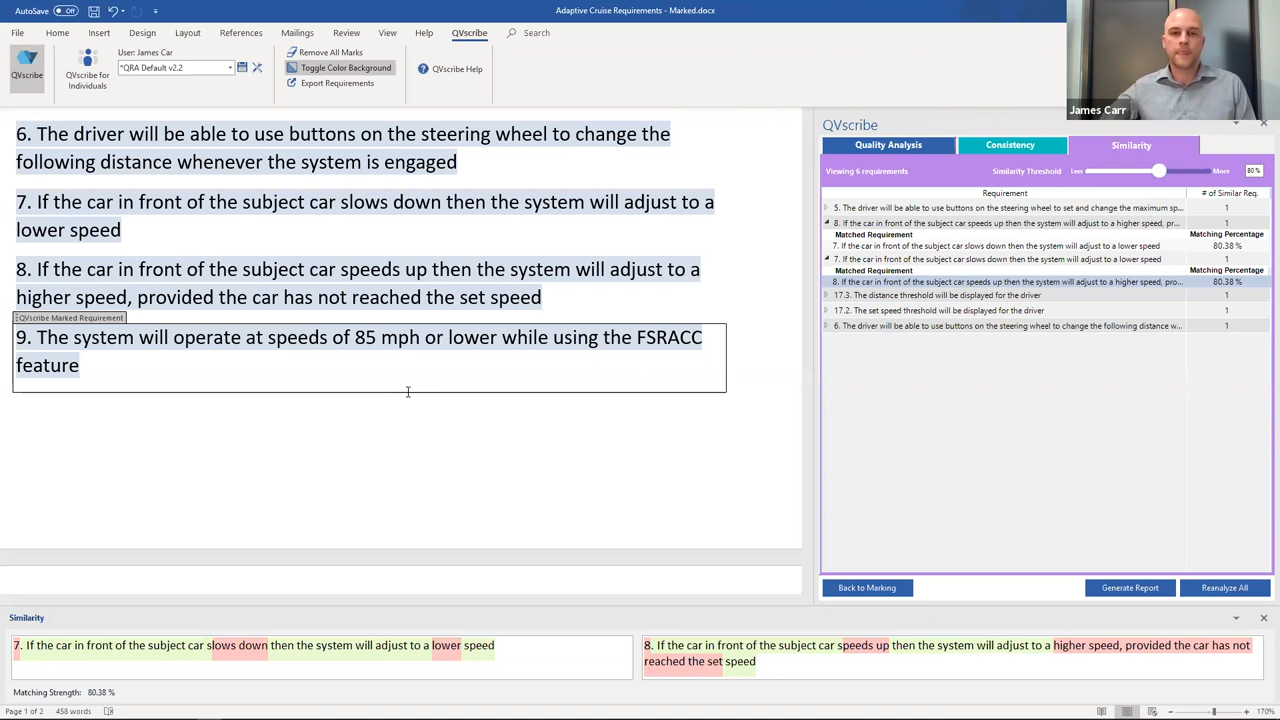 AutoSave Off
Adaptive Cruise Requirements - Marked.docx
File Home Insert Draw Design Layout References Mailings Review View Help QVscribe Search
QVscribe
QVscribe for Individuals
User: James Car
*QRA Default v2.2
Remove All Marks
Toggle Color Background
Export Requirements
QVscribe Help
James Carr
6. The driver will be able to use buttons on the steering wheel to change the
following distance whenever the system is engaged
7. If the car in front of the subject car slows down then the system will adjust to a
lower speed
8. If the car in front of the subject car speeds up then the system will adjust to a
higher speed, provided the car has not reached the set speed
QVscribe Marked Requirement
9. The system will operate at speeds of 85 mph or lower while using the FSRACC
feature
QVscribe
Quality Analysis Consistency Similarity
Viewing 6 requirements Similarity Threshold Less More 80 %
Requirement # of Similar Req.
5. The driver will be able to use buttons on the steering wheel to set and change the maximum sp... 1
8. If the car in front of the subject car speeds up then the system will adjust to a higher speed, pr... 1
Matched Requirement Matching Percentage
7. If the car in front of the subject car slows down then the system will adjust to a lower speed 80.38 %
7. If the car in front of the subject car slows down then the system will adjust to a lower speed 1
Matched Requirement Matching Percentage
8. If the car in front of the subject car speeds up then the system will adjust to a higher speed, pro... 80.38 %
17.3. The distance threshold will be displayed for the driver 1
17.2. The set speed threshold will be displayed for the driver 1
6. The driver will be able to use buttons on the steering wheel to change the following distance w... 1
Back to Marking Generate Report Reanalyze All
Similarity
7. If the car in front of the subject car slows down then the system will adjust to a lower speed
8. If the car in front of the subject car speeds up then the system will adjust to a higher speed, provided the car has not
reached the set speed
Matching Strength: 80.38 %
Page 1 of 2 458 words
170%